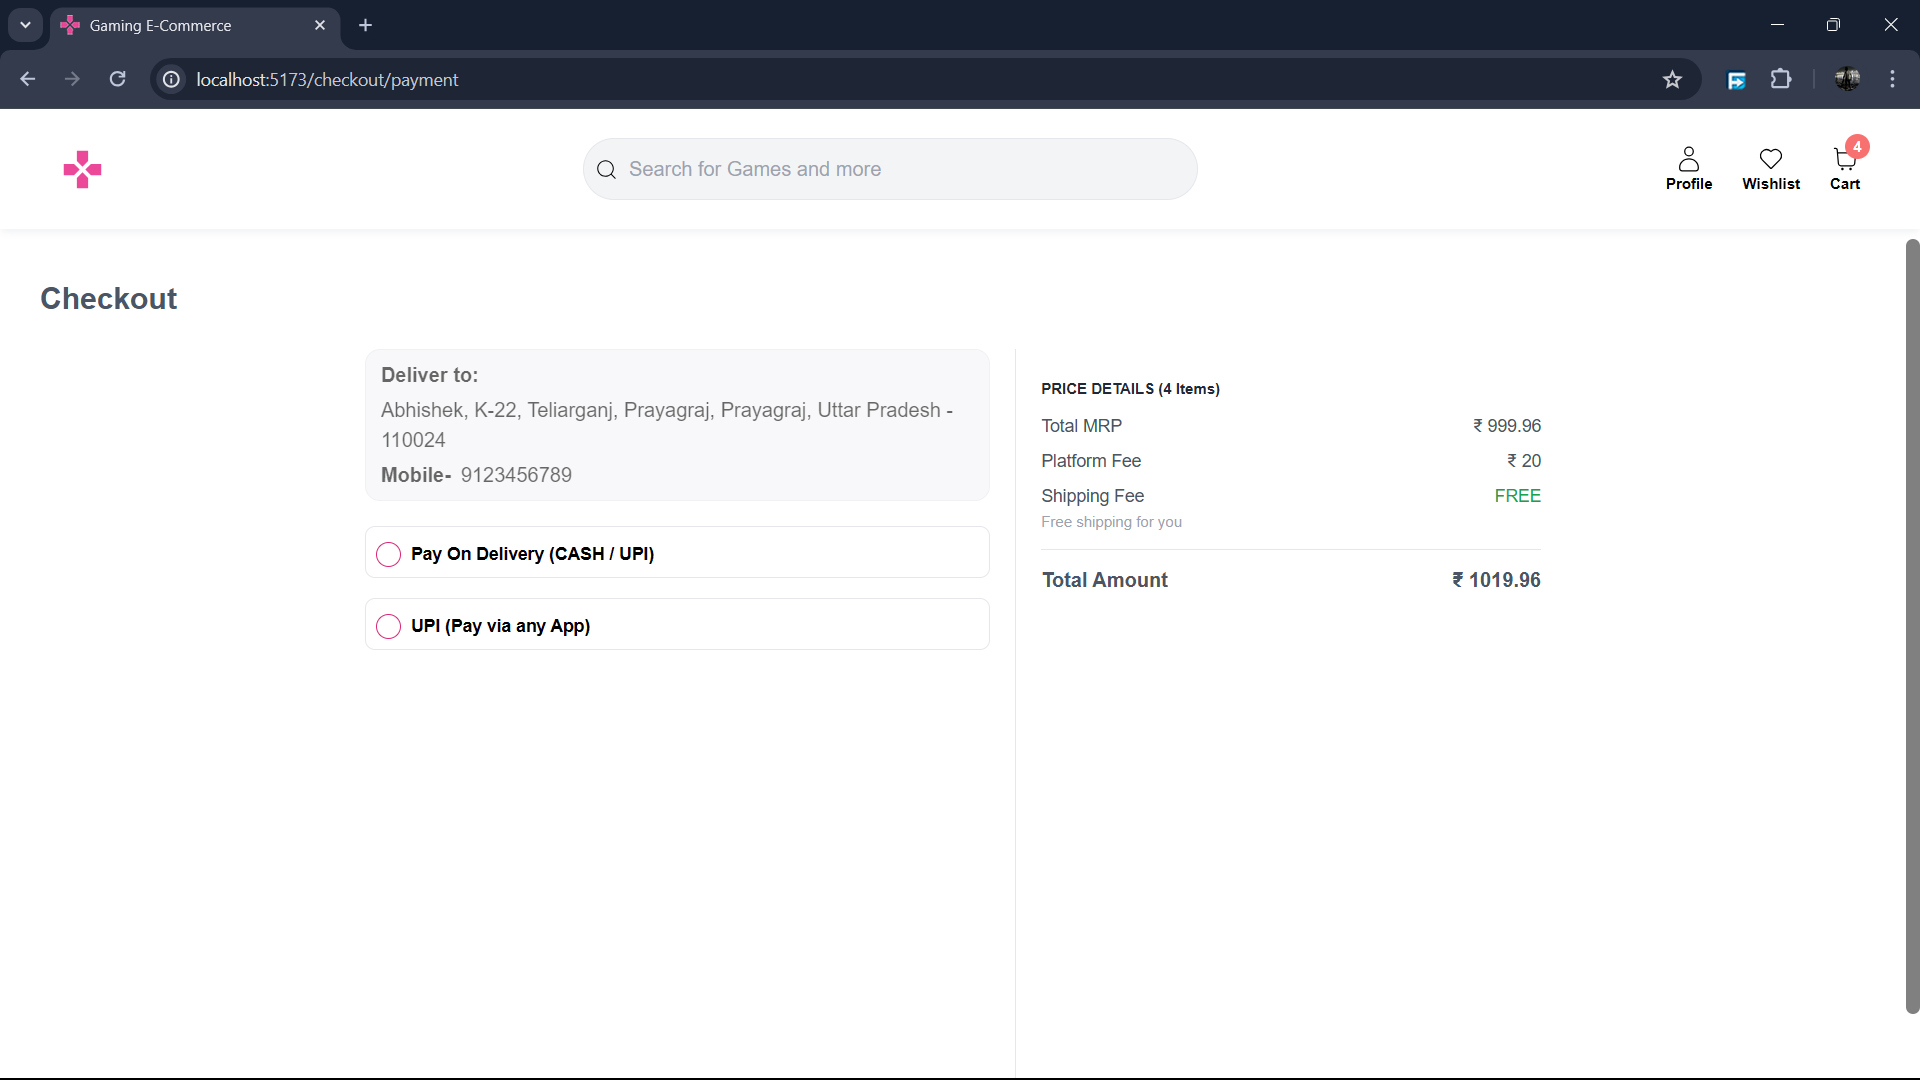 Gaming E-Commerce
localhost:5173/checkout/payment
Search for Games and more
Profile
Wishlist
4
Cart
Checkout
Deliver to:
Abhishek, K-22, Teliarganj, Prayagraj, Prayagraj, Uttar Pradesh -
110024
Mobile- 9123456789
Pay On Delivery (CASH / UPI)
UPI (Pay via any App)
PRICE DETAILS (4 Items)
Total MRP ₹ 999.96
Platform Fee ₹ 20
Shipping Fee FREE
Free shipping for you
Total Amount ₹ 1019.96